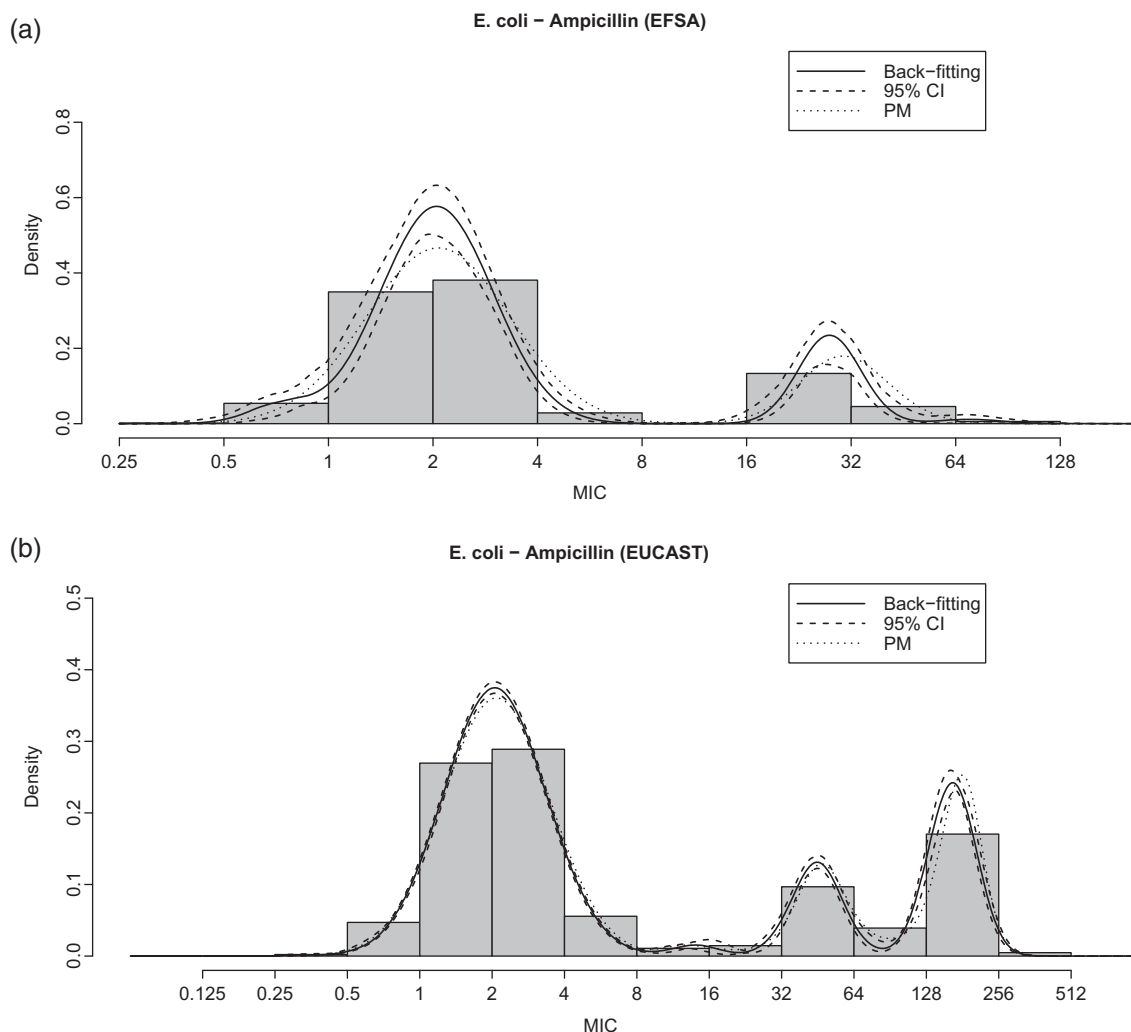 (a)
E. coli − Ampicillin (EFSA)
Back−fitting
95% CI
PM
Density
0.0 0.2 0.4 0.6 0.8
0.25 0.5 1 2 4 8 16 32 64 128
MIC
(b)
E. coli − Ampicillin (EUCAST)
Back−fitting
95% CI
PM
Density
0.0 0.1 0.2 0.3 0.4 0.5
0.125 0.25 0.5 1 2 4 8 16 32 64 128 256 512
MIC